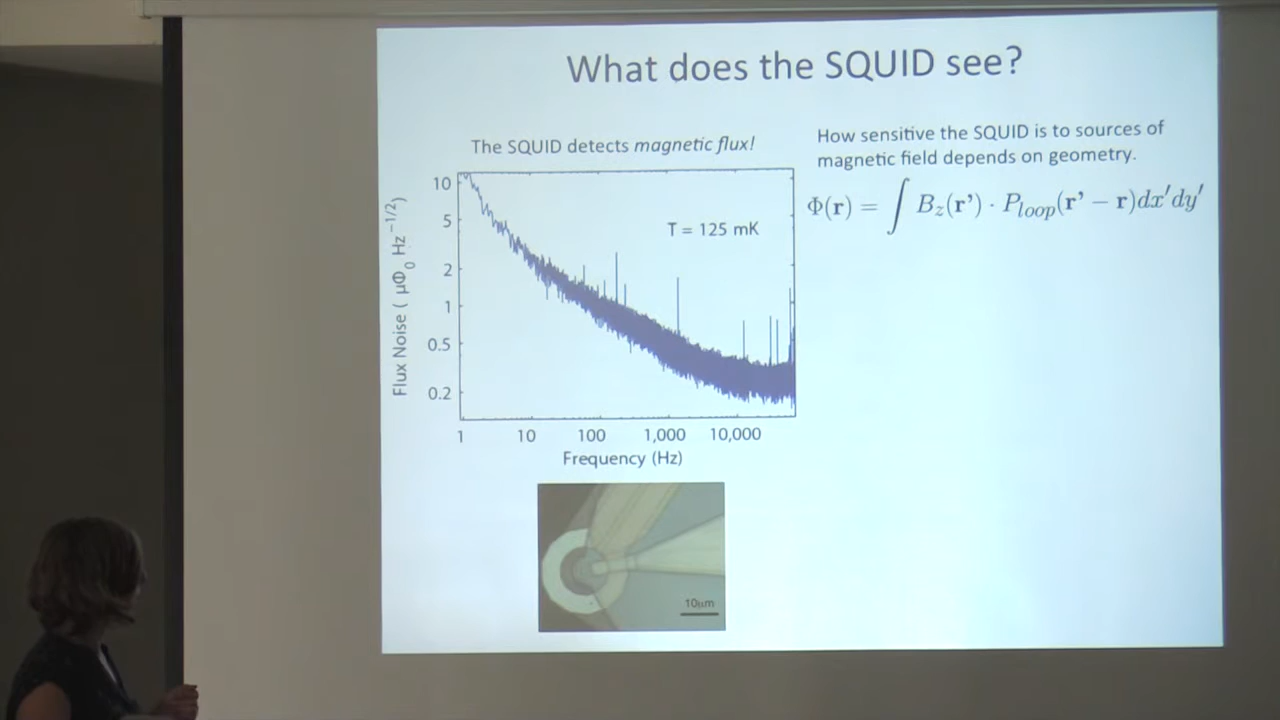 What does the SQUID see?
The SQUID detects magnetic flux!
How sensitive the SQUID is to sources of
magnetic field depends on geometry.
Φ(r) = ∫ B_z(r') · P_loop(r' − r)dx'dy'
Flux Noise ( μΦ₀ Hz^−1/2)
10
5
2
1
0.5
0.2
T = 125 mK
1 10 100 1,000 10,000
Frequency (Hz)
10μm